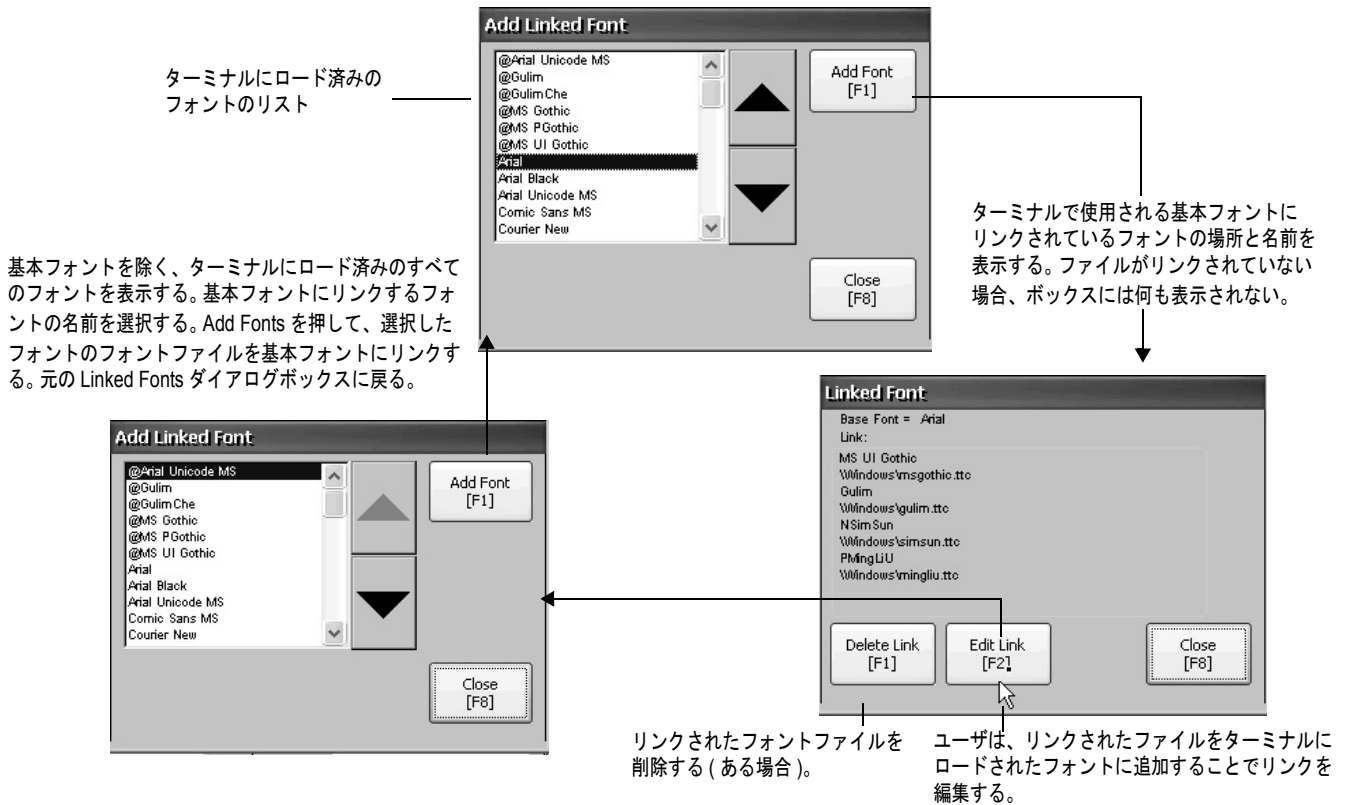 Add Linked Font
@Arial Unicode MS
@Gulim
@GulimChe
@MS Gothic
@MS PGothic
@MS UI Gothic
Arial
Arial Black
Arial Unicode MS
Comic Sans MS
Courier New
Add Font
[F1]
Close
[F8]
ターミナルにロード済みの
フォントのリスト
ターミナルで使用される基本フォントに
リンクされているフォントの場所と名前を
表示する。ファイルがリンクされていない
場合、ボックスには何も表示されない。
基本フォントを除く、ターミナルにロード済みのすべて
のフォントを表示する。基本フォントにリンクするフォ
ントの名前を選択する。Add Fonts を押して、選択した
フォントのフォントファイルを基本フォントにリンクす
る。元の Linked Fonts ダイアログボックスに戻る。
Linked Font
Base Font = Arial
Link:
MS UI Gothic
\Windows\msgothic.ttc
Gulim
\Windows\gulim.ttc
NSimSun
\Windows\simsun.ttc
PMingLiU
\Windows\mingliu.ttc
Delete Link
[F1]
Edit Link
[F2]
Close
[F8]
Add Linked Font
@Arial Unicode MS
@Gulim
@GulimChe
@MS Gothic
@MS PGothic
@MS UI Gothic
Arial
Arial Black
Arial Unicode MS
Comic Sans MS
Courier New
Add Font
[F1]
Close
[F8]
リンクされたフォントファイルを
削除する ( ある場合 )。
ユーザは、リンクされたファイルをターミナルに
ロードされたフォントに追加することでリンクを
編集する。